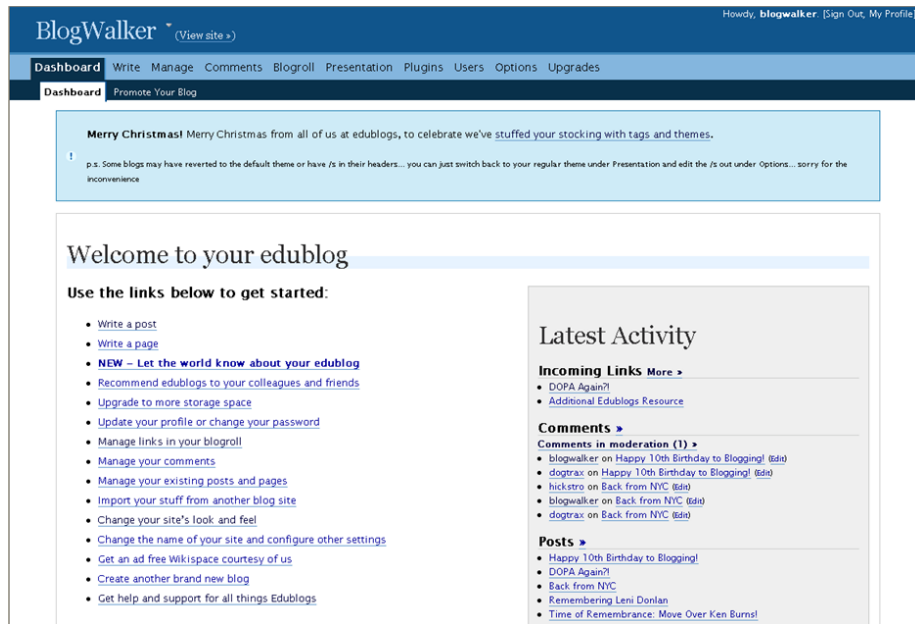 Howdy, blogwalker. [Sign Out, My Profile]
BlogWalker (View site »)
Dashboard Write Manage Comments Blogroll Presentation Plugins Users Options Upgrades
Dashboard Promote Your Blog
Merry Christmas! Merry Christmas from all of us at edublogs, to celebrate we've stuffed your stocking with tags and themes.
p.s. Some blogs may have reverted to the default theme or have /s in their headers... you can just switch back to your regular theme under Presentation and edit the /s out under Options... sorry for the
inconvenience
Welcome to your edublog
Use the links below to get started:
• Write a post
• Write a page
• NEW – Let the world know about your edublog
• Recommend edublogs to your colleagues and friends
• Upgrade to more storage space
• Update your profile or change your password
• Manage links in your blogroll
• Manage your comments
• Manage your existing posts and pages
• Import your stuff from another blog site
• Change your site's look and feel
• Change the name of your site and configure other settings
• Get an ad free Wikispace courtesy of us
• Create another brand new blog
• Get help and support for all things Edublogs
Latest Activity
Incoming Links More »
• DOPA Again?!
• Additional Edublogs Resource
Comments »
Comments in moderation (1) »
• blogwalker on Happy 10th Birthday to Blogging! (Edit)
• dogtrax on Happy 10th Birthday to Blogging! (Edit)
• hickstro on Back from NYC (Edit)
• blogwalker on Back from NYC (Edit)
• dogtrax on Back from NYC (Edit)
Posts »
• Happy 10th Birthday to Blogging!
• DOPA Again?!
• Back from NYC
• Remembering Leni Donlan
• Time of Remembrance: Move Over Ken Burns!